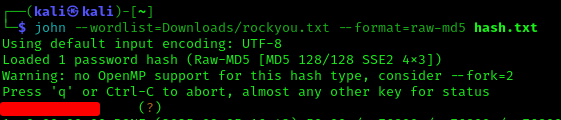 ┌──(kali㉿kali)-[~]
└─$ john --wordlist=Downloads/rockyou.txt --format=raw-md5 hash.txt
Using default input encoding: UTF-8
Loaded 1 password hash (Raw-MD5 [MD5 128/128 SSE2 4×3])
Warning: no OpenMP support for this hash type, consider --fork=2
Press 'q' or Ctrl-C to abort, almost any other key for status
(?)